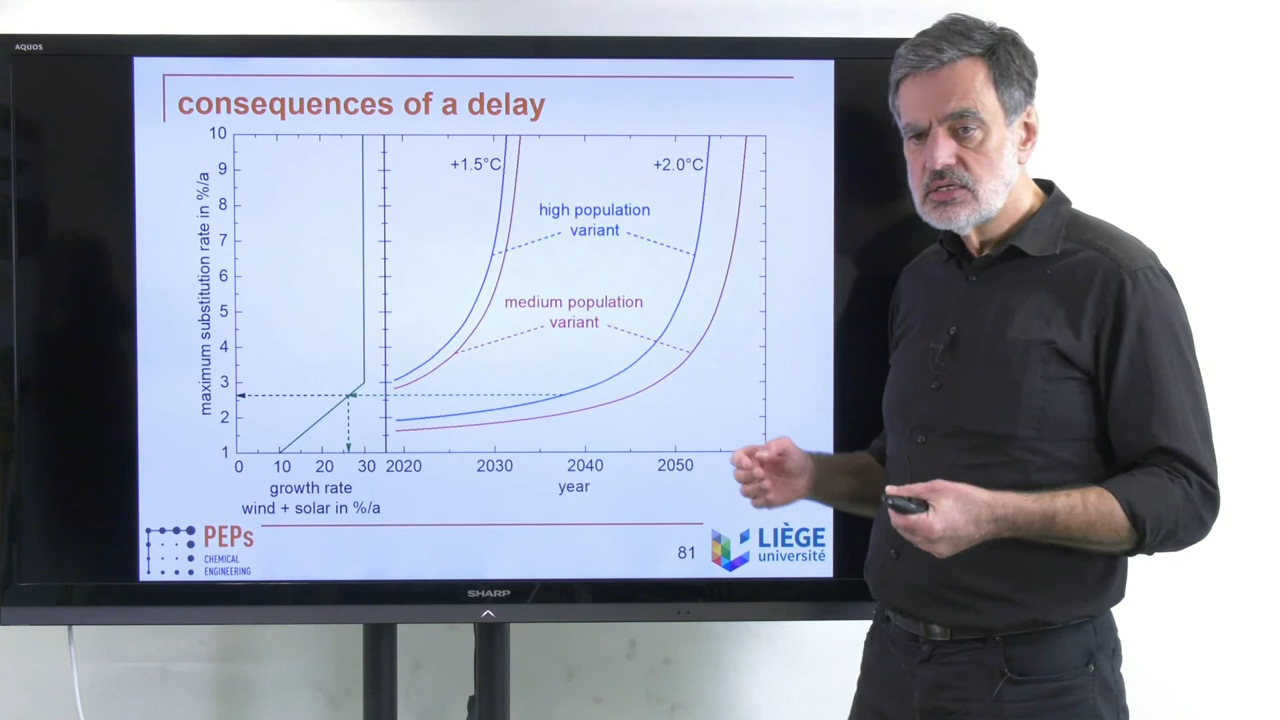 AQUOS
consequences of a delay
maximum substitution rate in %/a
10
9
8
7
6
5
4
3
2
1
+1.5°C
+2.0°C
high population
variant
medium population
variant
0 10 20 30 2020 2030 2040 2050
growth rate
wind + solar in %/a
year
PEPs
CHEMICAL
ENGINEERING
81
LIÈGE
université
SHARP